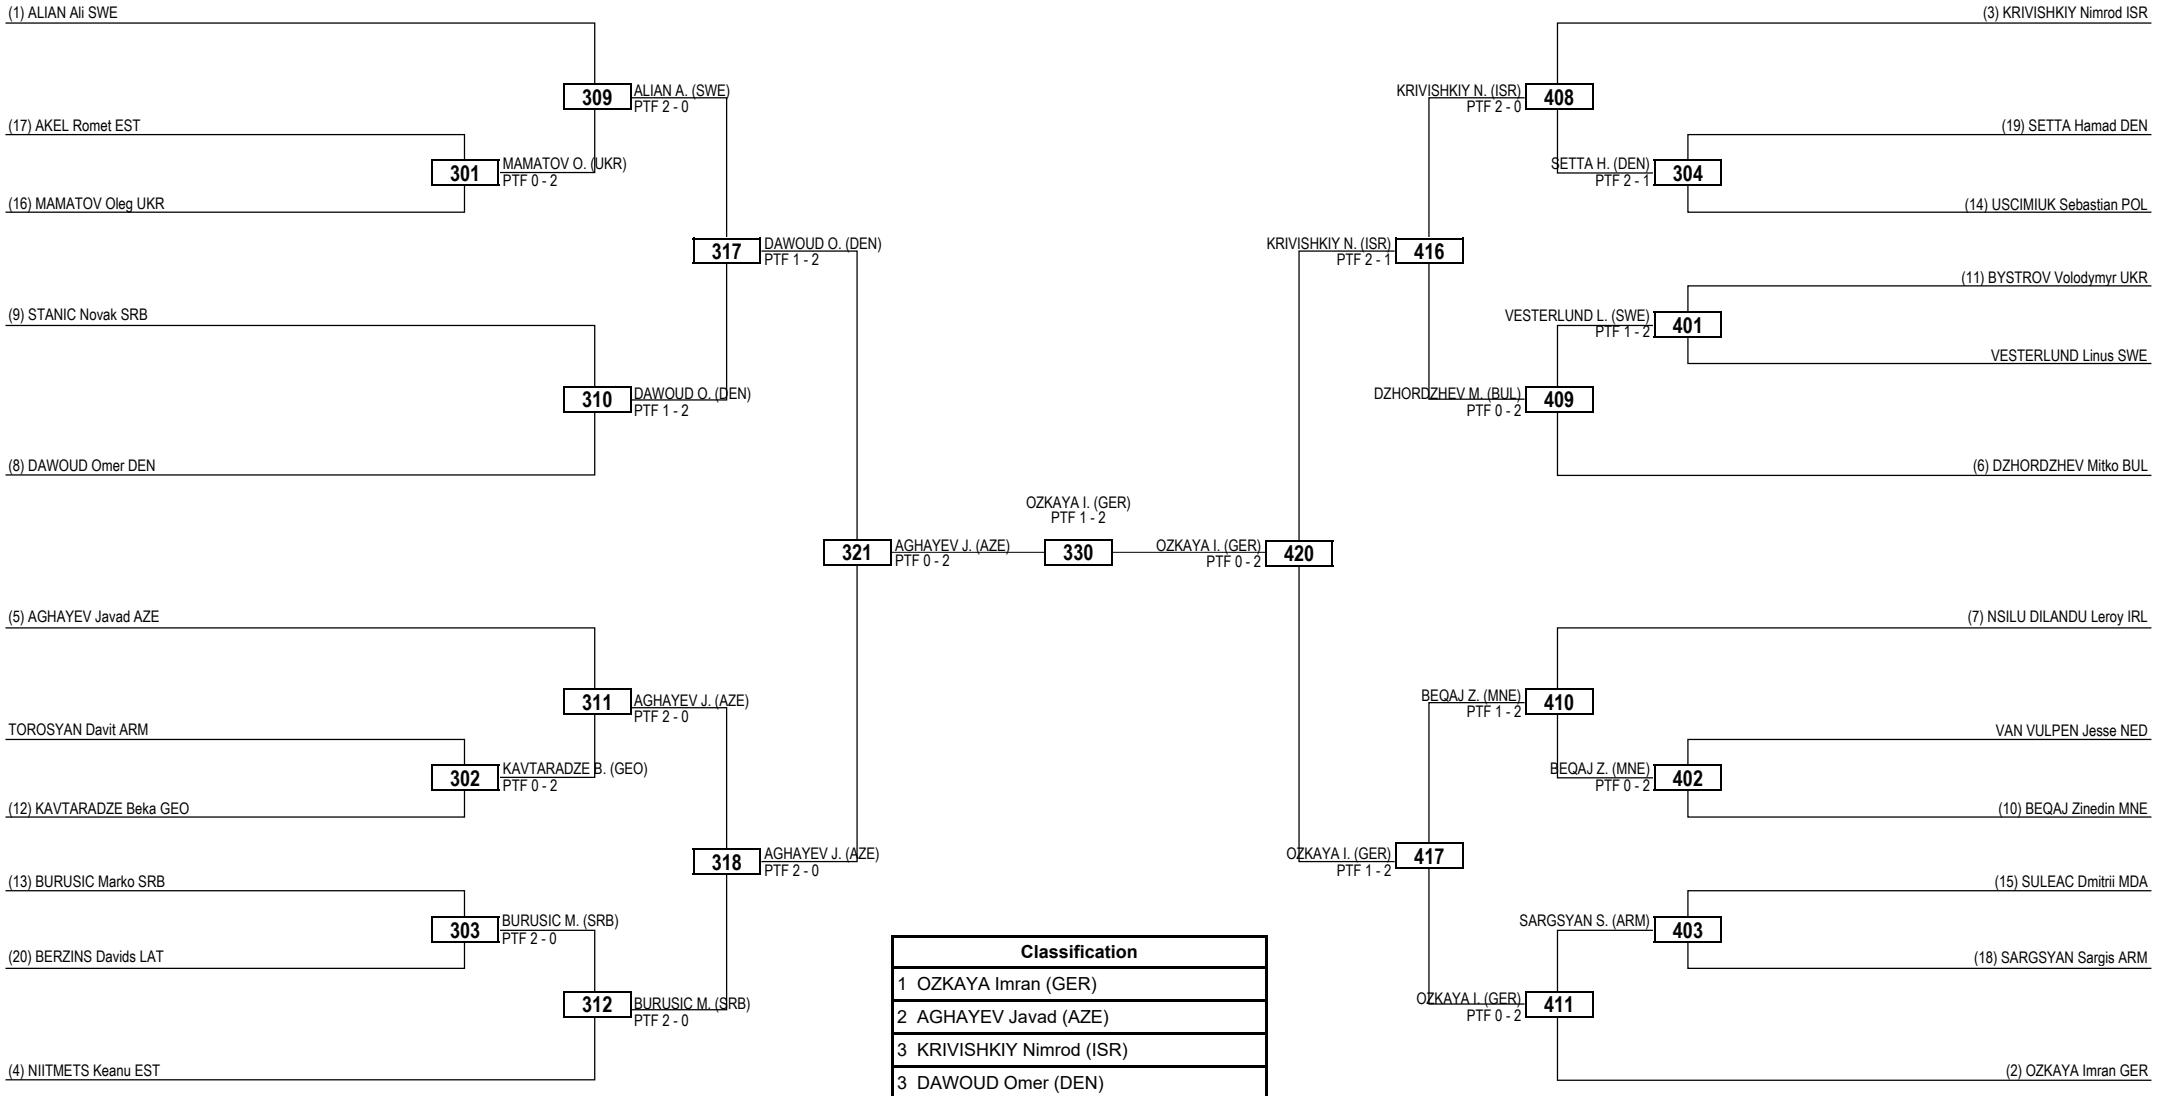 (1) ALIAN Ali SWE
309
ALIAN A. (SWE)
PTF 2 - 0
(17) AKEL Romet EST
301
MAMATOV O. (UKR)
PTF 0 - 2
(16) MAMATOV Oleg UKR
317
DAWOUD O. (DEN)
PTF 1 - 2
(9) STANIC Novak SRB
310
DAWOUD O. (DEN)
PTF 1 - 2
(8) DAWOUD Omer DEN
321
AGHAYEV J. (AZE)
PTF 0 - 2
(5) AGHAYEV Javad AZE
311
AGHAYEV J. (AZE)
PTF 2 - 0
TOROSYAN Davit ARM
302
KAVTARADZE B. (GEO)
PTF 0 - 2
(12) KAVTARADZE Beka GEO
318
AGHAYEV J. (AZE)
PTF 2 - 0
(13) BURUSIC Marko SRB
303
BURUSIC M. (SRB)
PTF 2 - 0
(20) BERZINS Davids LAT
312
BURUSIC M. (SRB)
PTF 2 - 0
(4) NIITMETS Keanu EST
OZKAYA I. (GER)
PTF 1 - 2
330
(3) KRIVISHKIY Nimrod ISR
KRIVISHKIY N. (ISR)
PTF 2 - 0
408
(19) SETTA Hamad DEN
SETTA H. (DEN)
PTF 2 - 1
304
(14) USCIMIUK Sebastian POL
KRIVISHKIY N. (ISR)
PTF 2 - 1
416
(11) BYSTROV Volodymyr UKR
VESTERLUND L. (SWE)
PTF 1 - 2
401
VESTERLUND Linus SWE
DZHORDZHEV M. (BUL)
PTF 0 - 2
409
(6) DZHORDZHEV Mitko BUL
OZKAYA I. (GER)
PTF 0 - 2
420
(7) NSILU DILANDU Leroy IRL
BEQAJ Z. (MNE)
PTF 1 - 2
410
VAN VULPEN Jesse NED
BEQAJ Z. (MNE)
PTF 0 - 2
402
(10) BEQAJ Zinedin MNE
OZKAYA I. (GER)
PTF 1 - 2
417
(15) SULEAC Dmitrii MDA
SARGSYAN S. (ARM)
403
(18) SARGSYAN Sargis ARM
OZKAYA I. (GER)
PTF 0 - 2
411
(2) OZKAYA Imran GER
Classification
1 OZKAYA Imran (GER)
2 AGHAYEV Javad (AZE)
3 KRIVISHKIY Nimrod (ISR)
3 DAWOUD Omer (DEN)